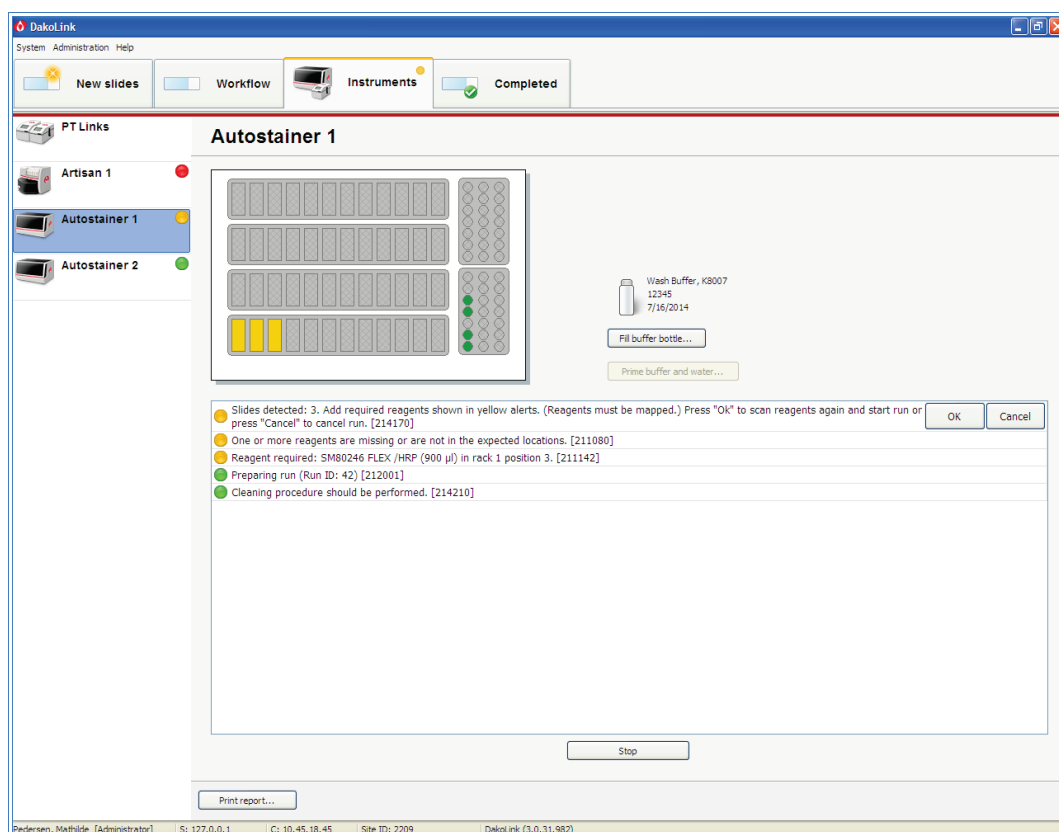 DakoLink
System Administration Help
New slides Workflow Instruments Completed
PT Links
Artisan 1
Autostainer 1
Autostainer 2
Autostainer 1
Wash Buffer, K8007
12345
7/16/2014
Fill buffer bottle...
Prime buffer and water...
Slides detected: 3. Add required reagents shown in yellow alerts. (Reagents must be mapped.) Press "Ok" to scan reagents again and start run or
press "Cancel" to cancel run. [214170]
OK Cancel
One or more reagents are missing or are not in the expected locations. [211080]
Reagent required: SM80246 FLEX /HRP (900 µl) in rack 1 position 3. [211142]
Preparing run (Run ID: 42) [212001]
Cleaning procedure should be performed. [214210]
Stop
Print report...
Pedersen, Mathilde [Administrator] S: 127.0.0.1 C: 10.45.18.45 Site ID: 2209 DakoLink (3.0.31.982)